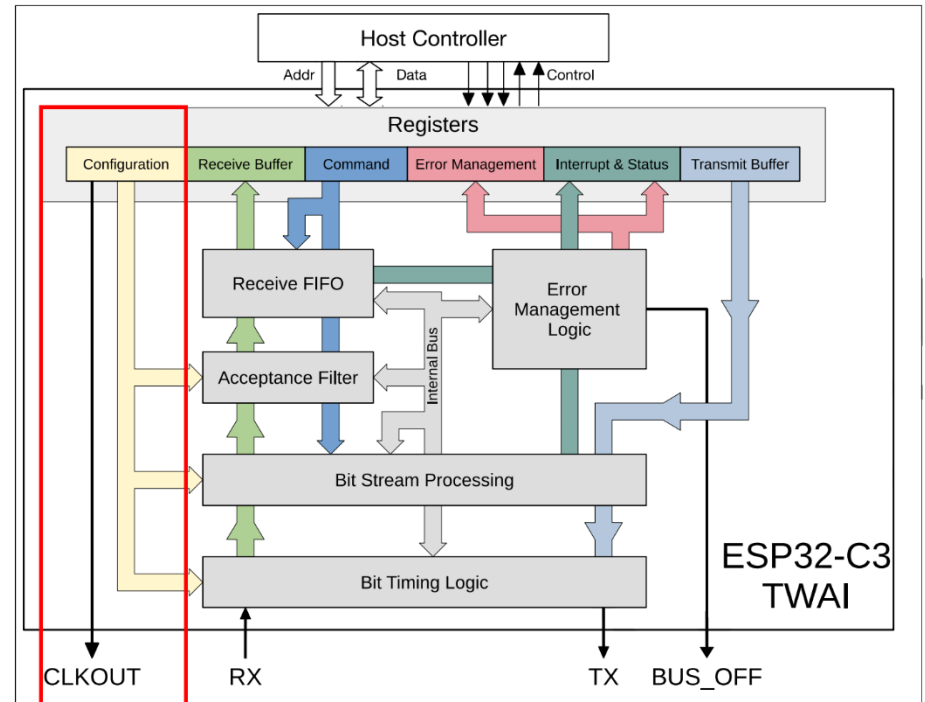 Host Controller
Addr
Data
Control
Registers
Configuration
Receive Buffer
Command
Error Management
Interrupt & Status
Transmit Buffer
Receive FIFO
Error
Management
Logic
Internal Bus
Acceptance Filter
Bit Stream Processing
Bit Timing Logic
ESP32-C3
TWAI
CLKOUT
RX
TX
BUS_OFF